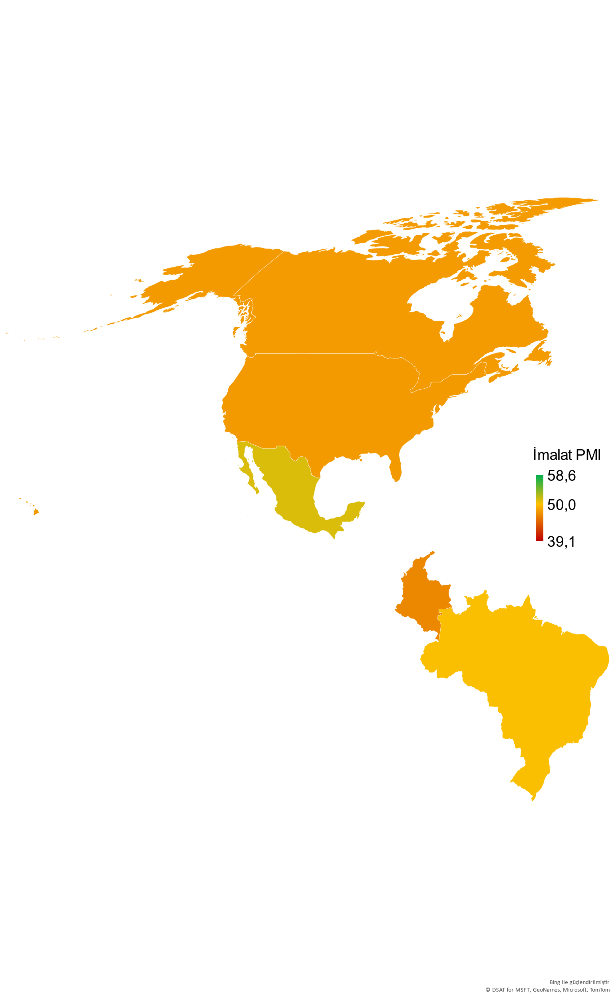 İmalat PMI
58,6
50,0
39,1
Bing ile güçlendirilmiştir
© DSAT for MSFT, GeoNames, Microsoft, TomTom